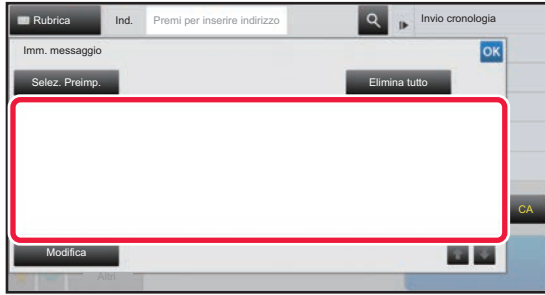 Rubrica Ind. Premi per inserire indirizzo Invio cronologia
Imm. messaggio OK
Selez. Preimp. Elimina tutto
CA
Modifica
Altri